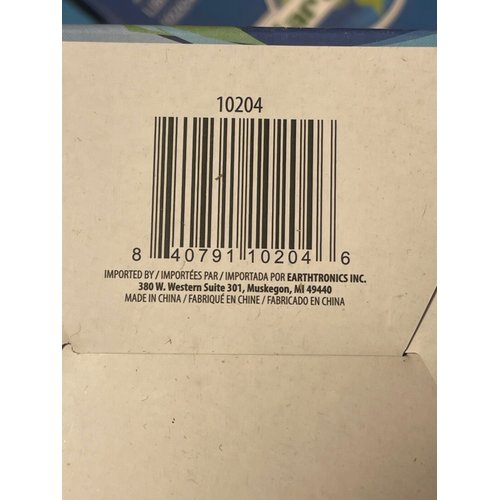 10204
8 40791 10204 6
IMPORTED BY / IMPORTÉES PAR / IMPORTADA POR EARTHTRONICS INC.
380 W. Western Suite 301, Muskegon, MI 49440
MADE IN CHINA / FABRIQUÉ EN CHINE / FABRICADO EN CHINA